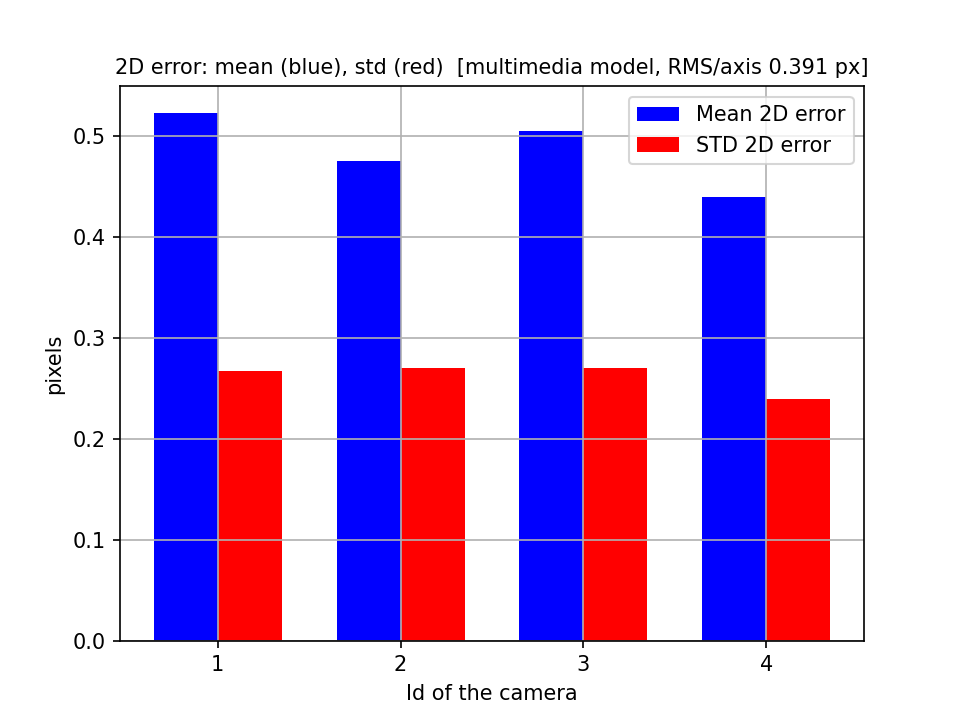 2D error: mean (blue), std (red)  [multimedia model, RMS/axis 0.391 px]
Mean 2D error
STD 2D error
0.5
0.4
0.3
0.2
0.1
0.0
pixels
1 2 3 4
Id of the camera